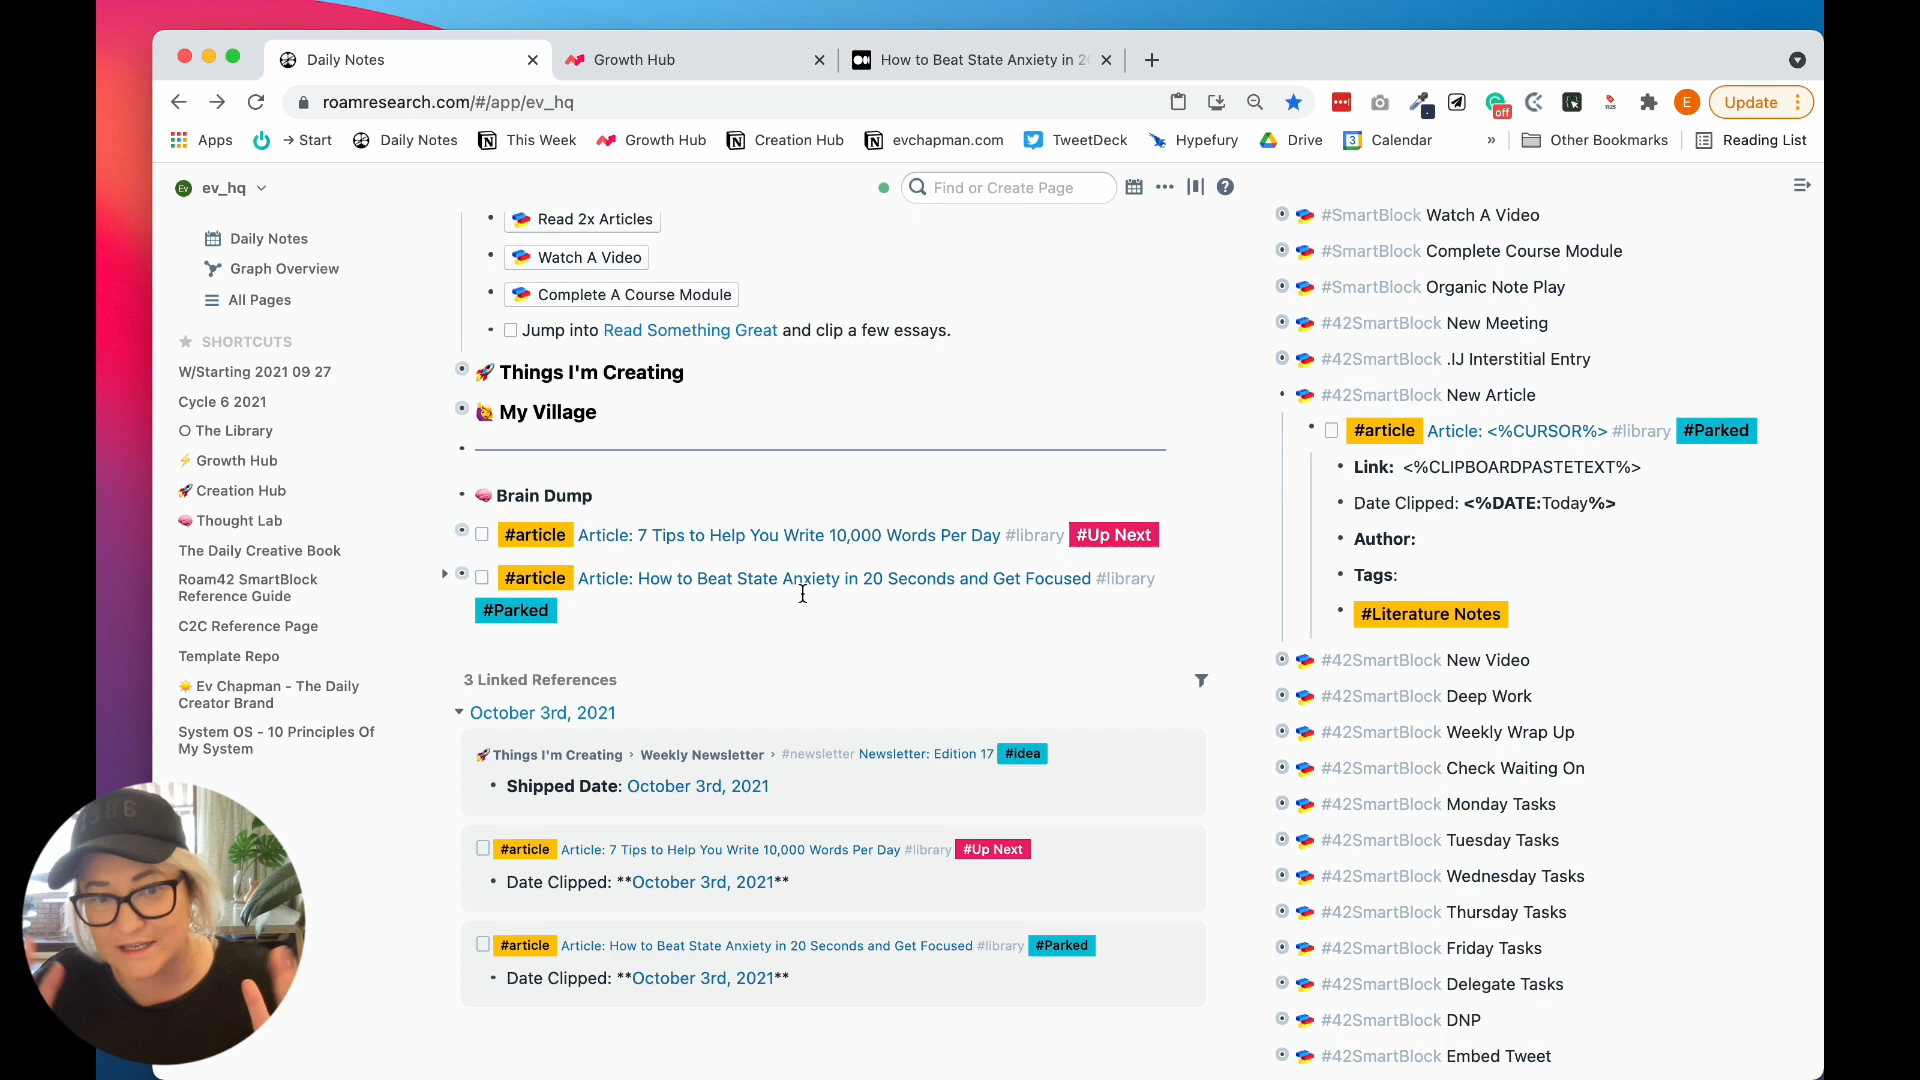 Daily Notes
Growth Hub
How to Beat State Anxiety in 20
roamresearch.com/#/app/ev_hq
off
11:25
E
Update
Apps
→ Start
Daily Notes
This Week
Growth Hub
Creation Hub
evchapman.com
TweetDeck
Hypefury
Drive
3
Calendar
»
Other Bookmarks
Reading List
Ev
ev_hq
Find or Create Page
Daily Notes
Graph Overview
All Pages
SHORTCUTS
W/Starting 2021 09 27
Cycle 6 2021
The Library
Growth Hub
Creation Hub
Thought Lab
The Daily Creative Book
Roam42 SmartBlock
Reference Guide
C2C Reference Page
Template Repo
Ev Chapman - The Daily
Creator Brand
System OS - 10 Principles Of
My System
Read 2x Articles
Watch A Video
Complete A Course Module
Jump into Read Something Great and clip a few essays.
🚀 Things I'm Creating
🙋 My Village
🧠 Brain Dump
#article Article: 7 Tips to Help You Write 10,000 Words Per Day #library #Up Next
#article Article: How to Beat State Anxiety in 20 Seconds and Get Focused #library
#Parked
3 Linked References
October 3rd, 2021
🚀 Things I'm Creating › Weekly Newsletter › #newsletter Newsletter: Edition 17 #idea
Shipped Date: October 3rd, 2021
#article Article: 7 Tips to Help You Write 10,000 Words Per Day #library #Up Next
Date Clipped: **October 3rd, 2021**
#article Article: How to Beat State Anxiety in 20 Seconds and Get Focused #library #Parked
Date Clipped: **October 3rd, 2021**
#SmartBlock Watch A Video
#SmartBlock Complete Course Module
#SmartBlock Organic Note Play
#42SmartBlock New Meeting
#42SmartBlock .IJ Interstitial Entry
#42SmartBlock New Article
#article Article: <%CURSOR%> #library #Parked
Link: <%CLIPBOARDPASTETEXT%>
Date Clipped: <%DATE:Today%>
Author:
Tags:
#Literature Notes
#42SmartBlock New Video
#42SmartBlock Deep Work
#42SmartBlock Weekly Wrap Up
#42SmartBlock Check Waiting On
#42SmartBlock Monday Tasks
#42SmartBlock Tuesday Tasks
#42SmartBlock Wednesday Tasks
#42SmartBlock Thursday Tasks
#42SmartBlock Friday Tasks
#42SmartBlock Delegate Tasks
#42SmartBlock DNP
#42SmartBlock Embed Tweet